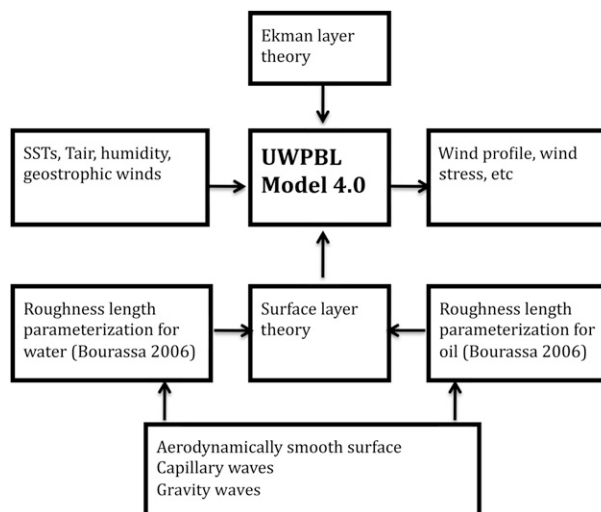 Ekman layer
theory
SSTs, Tair, humidity,
geostrophic winds
UWPBL
Model 4.0
Wind profile, wind
stress, etc
Roughness length
parameterization for
water (Bourassa 2006)
Surface layer
theory
Roughness length
parameterization for
oil (Bourassa 2006)
Aerodynamically smooth surface
Capillary waves
Gravity waves